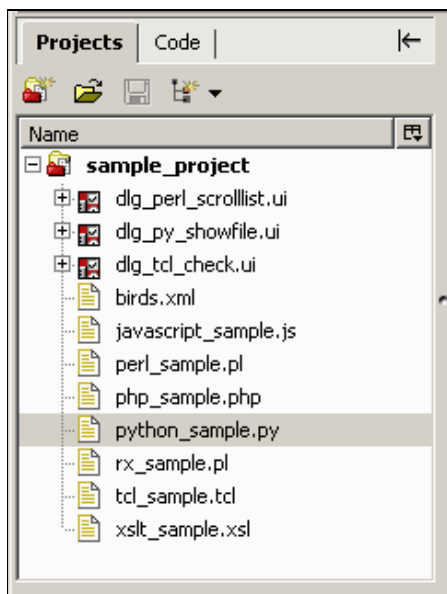 Projects Code
Name
sample_project
dlg_perl_scrolllist.ui
dlg_py_showfile.ui
dlg_tcl_check.ui
birds.xml
javascript_sample.js
perl_sample.pl
php_sample.php
python_sample.py
rx_sample.pl
tcl_sample.tcl
xslt_sample.xsl